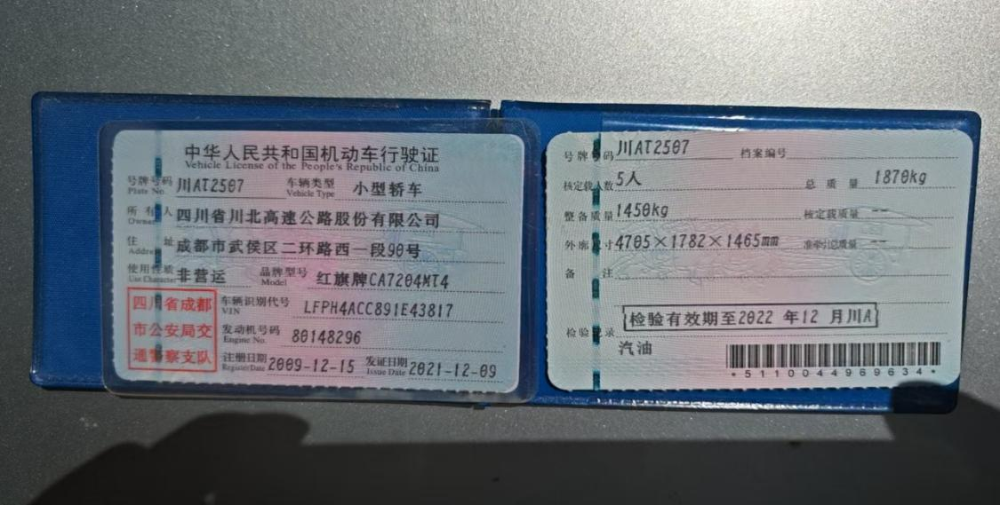 中华人民共和国机动车行驶证
Vehicle License of the People's Republic of China
号牌号码 川AT2507 车辆类型 小型轿车
Plate No. Vehicle Type
所有人 四川省川北高速公路股份有限公司
Owner
住址 成都市武侯区二环路西一段90号
Address
使用性质 非营运 品牌型号 红旗牌CA7204MT4
Use Character Model
四川省成都
市公安局交
通警察支队
车辆识别代号 LFPH4ACC891E43817
VIN
发动机号码 80148296
Engine No.
注册日期 2009-12-15 发证日期 2021-12-09
Register Date Issue Date
号牌号码 川AT2507 档案编号
核定载人数 5人 总质量 1870kg
整备质量 1450kg 核定载质量 --
外廓尺寸 4705×1782×1465mm 准牵引总质量 --
备注
检验有效期至2022 年12 月川A
检验记录
汽油
*5110044969634*